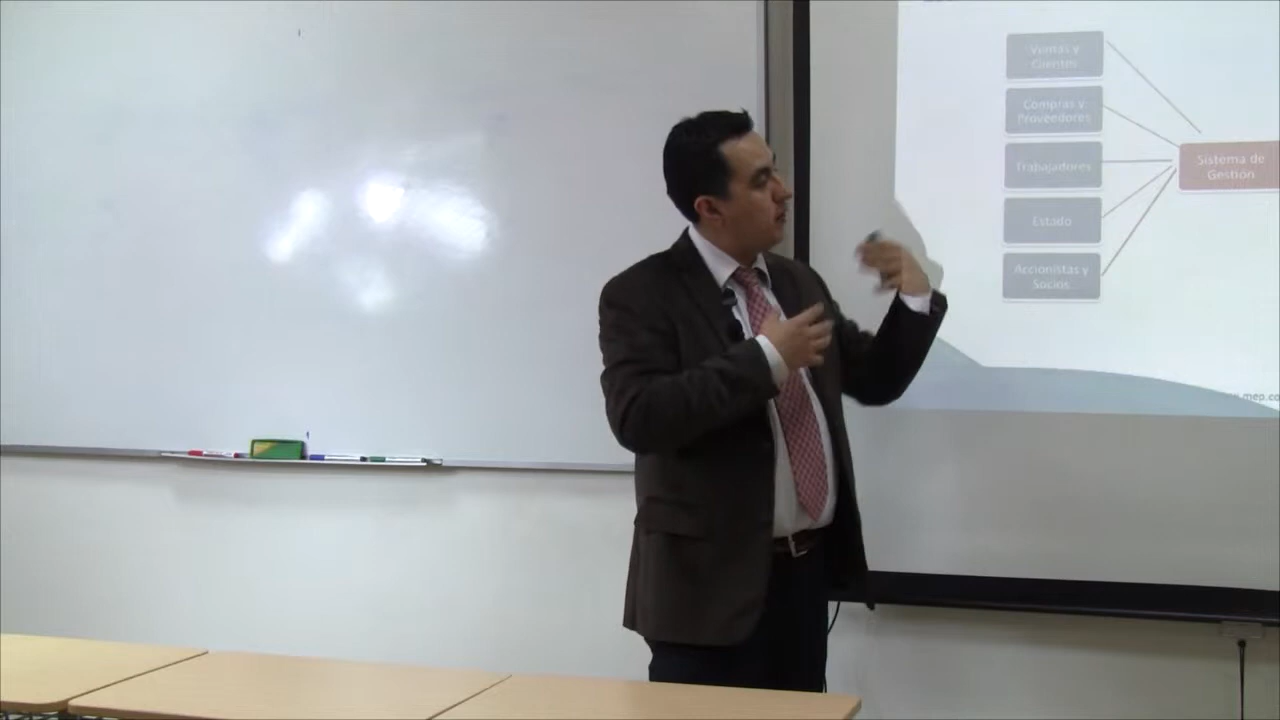 Ventas y
Clientes
Compras y
Proveedores
Trabajadores
Estado
Accionistas y
Socios
Sistema de
Gestión